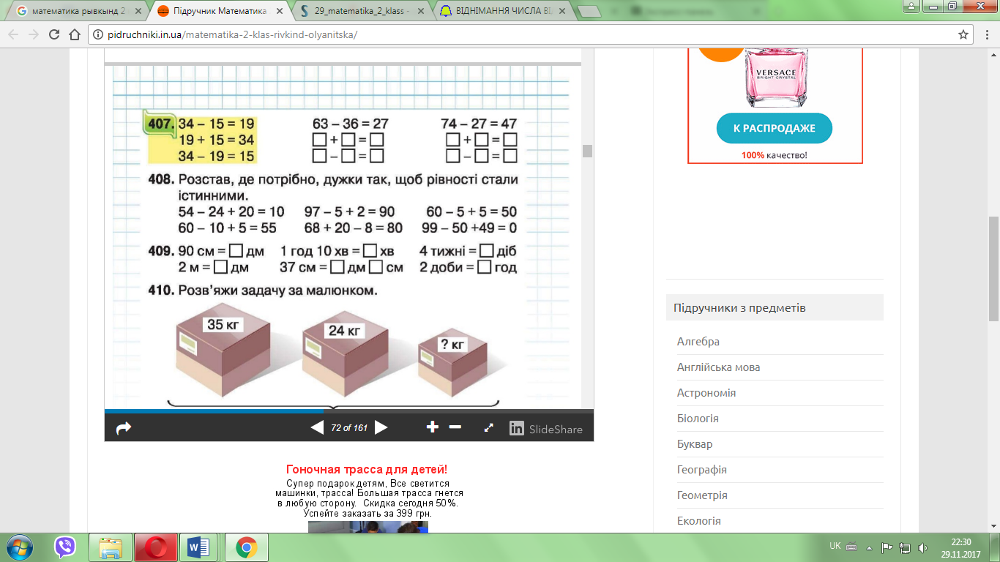 математика рывкынд 2
Підручник Математика
29_matematika_2_klass -
ВІДНІМАННЯ ЧИСЛА ВІ
pidruchniki.in.ua/matematika-2-klas-rivkind-olyanitska/
407. 34 – 15 = 19 63 – 36 = 27 74 – 27 = 47
19 + 15 = 34 □ + □ = □ □ + □ = □
34 – 19 = 15 □ – □ = □ □ – □ = □
408. Розстав, де потрібно, дужки так, щоб рівності стали
істинними.
54 – 24 + 20 = 10 97 – 5 + 2 = 90 60 – 5 + 5 = 50
60 – 10 + 5 = 55 68 + 20 – 8 = 80 99 – 50 +49 = 0
409. 90 см = □ дм 1 год 10 хв = □ хв 4 тижні = □ діб
2 м = □ дм 37 см = □ дм □ см 2 доби = □ год
410. Розв'яжи задачу за малюнком.
35 кг
24 кг
? кг
72 of 161
in SlideShare
Гоночная трасса для детей!
Супер подарок детям, Все светится
машинки, трасса! Большая трасса гнется
в любую сторону. Скидка сегодня 50%.
Успейте заказать за 399 грн.
VERSACE
BRIGHT CRYSTAL
К РАСПРОДАЖЕ
100% качество!
Підручники з предметів
Алгебра
Англійська мова
Астрономія
Біологія
Буквар
Географія
Геометрія
Екологія
UK
22:30
29.11.2017